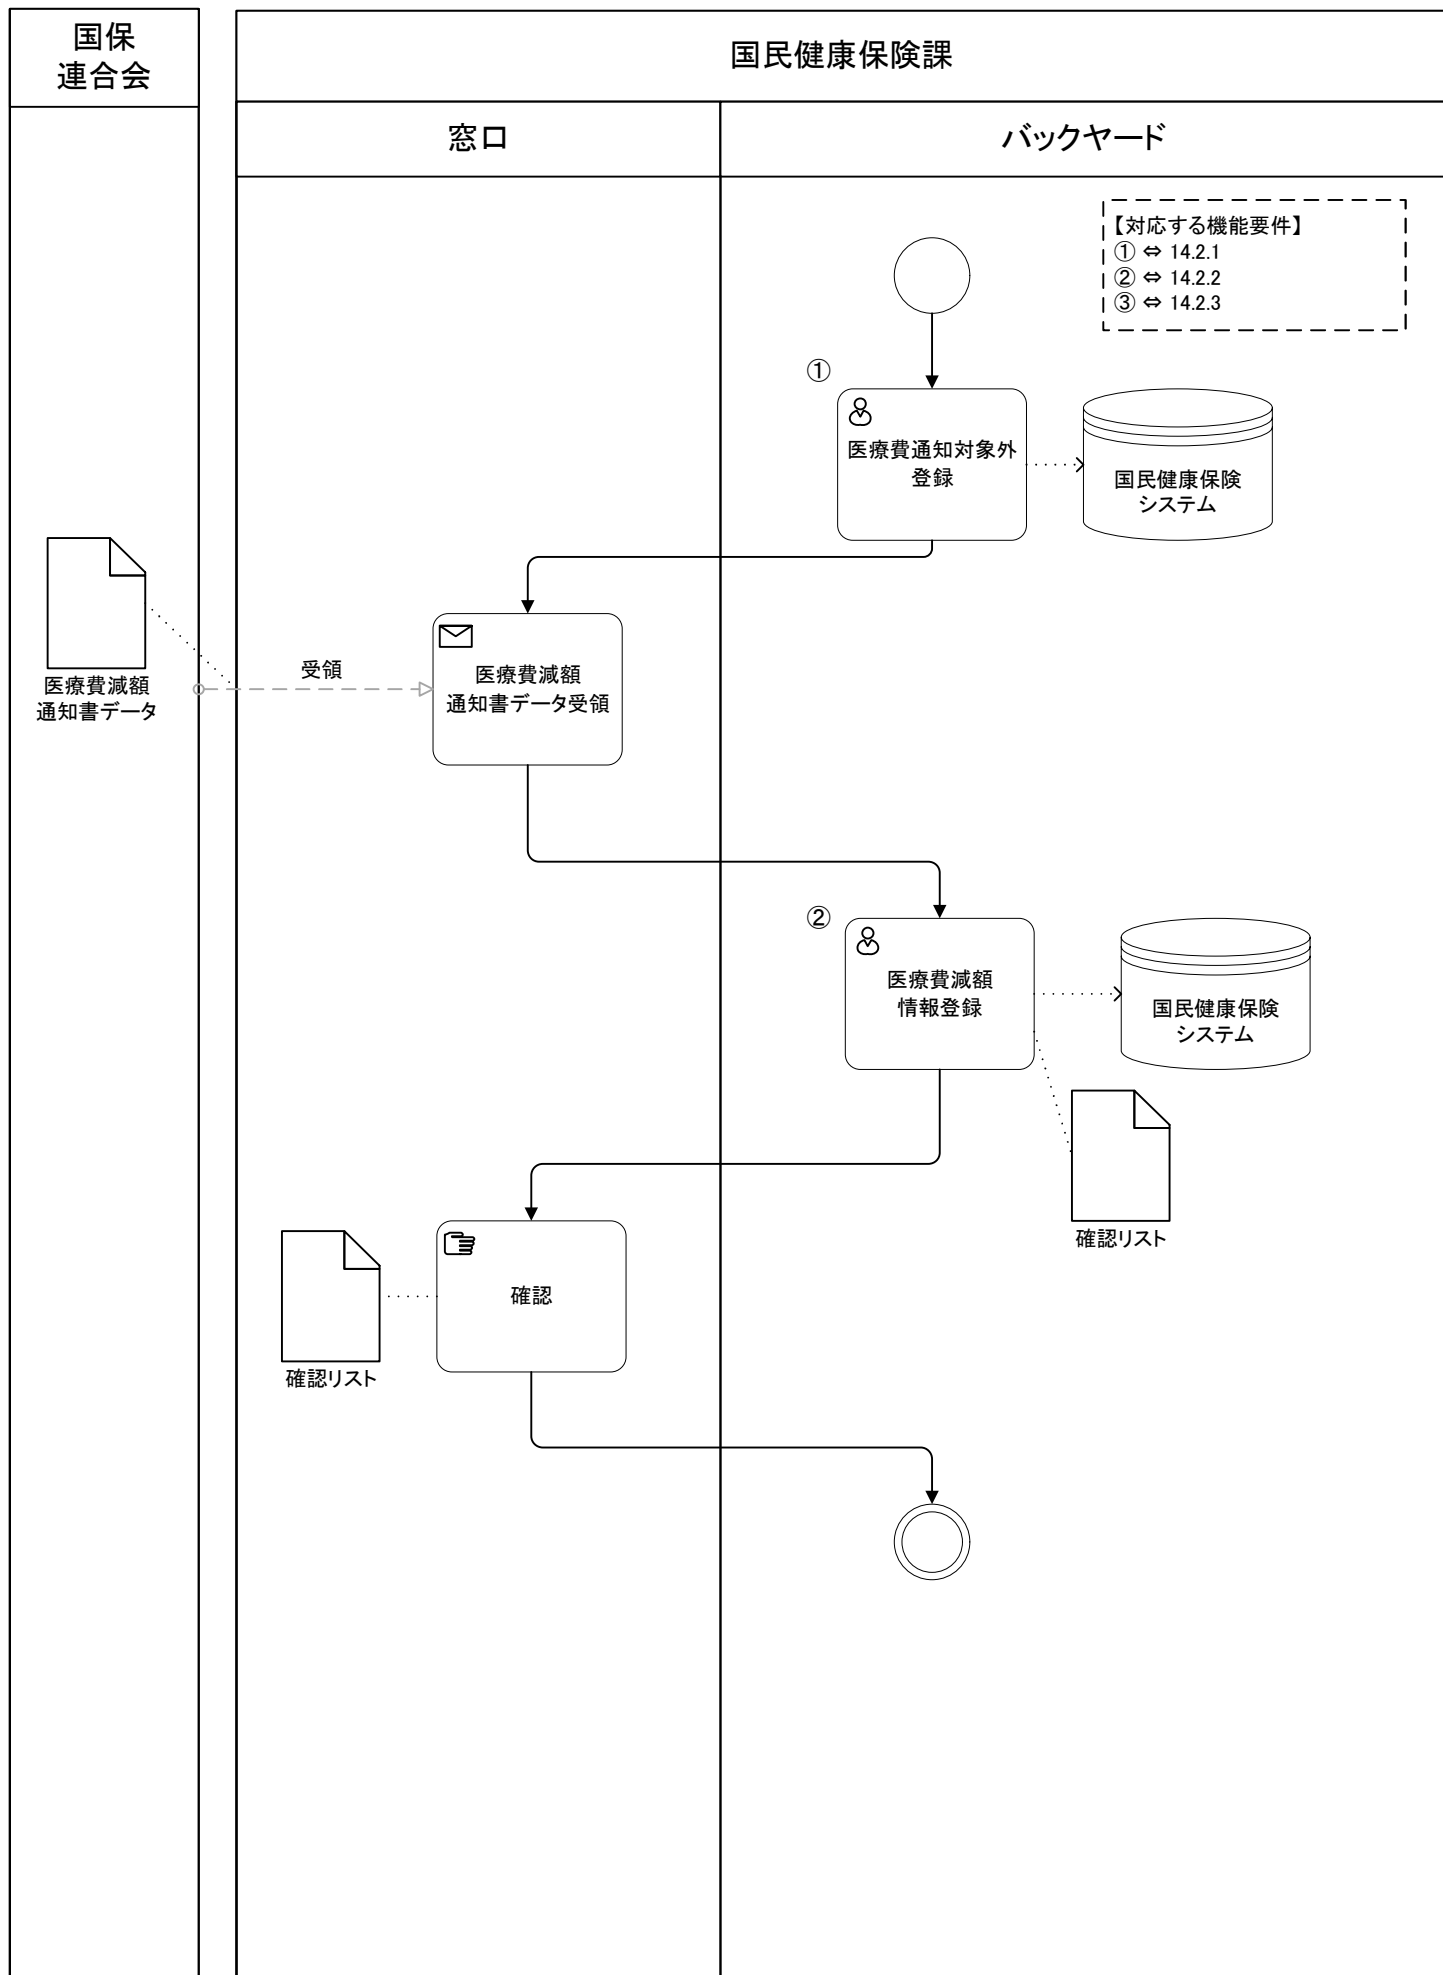 国保
連合会
国民健康保険課
窓口
バックヤード
【対応する機能要件】
① ⇔ 14.2.1
② ⇔ 14.2.2
③ ⇔ 14.2.3
①
医療費通知対象外
登録
国民健康保険
システム
医療費減額
通知書データ
受領
医療費減額
通知書データ受領
②
医療費減額
情報登録
国民健康保険
システム
確認リスト
確認
確認リスト